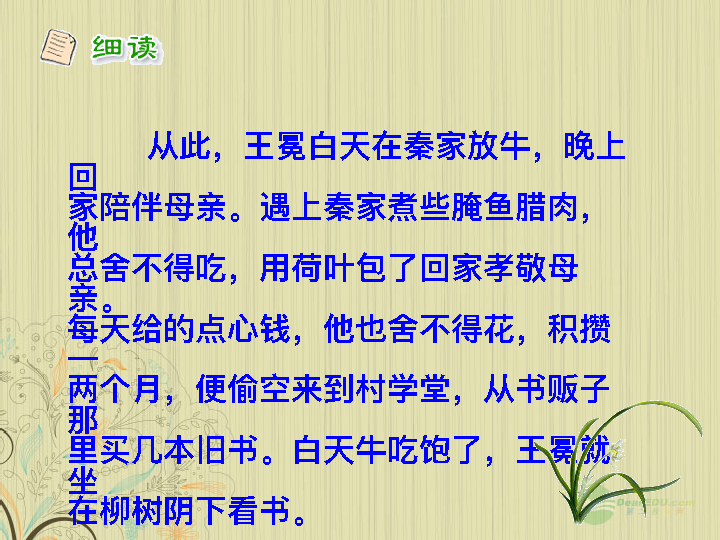 细读
从此，王冕白天在秦家放牛，晚上
回
家陪伴母亲。遇上秦家煮些腌鱼腊肉，
他
总舍不得吃，用荷叶包了回家孝敬母
亲。
每天给的点心钱，他也舍不得花，积攒
一
两个月，便偷空来到村学堂，从书贩子
那
里买几本旧书。白天牛吃饱了，王冕就
坐
在柳树阴下看书。